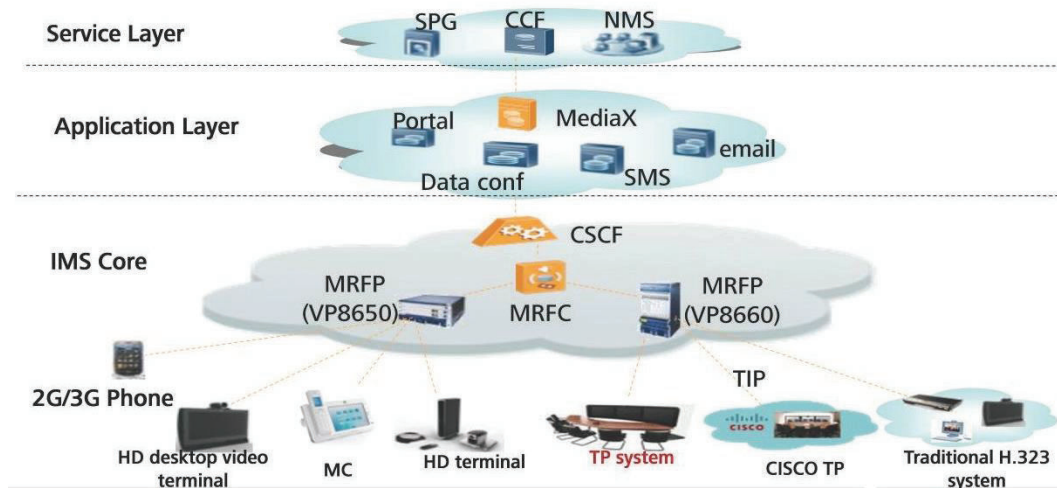 SPG
CCF
NMS
Service Layer
Portal
MediaX
Application Layer
email
Data conf
SMS
CSCF
IMS Core
MRFP
(VP8650)
MRFC
MRFP
(VP8660)
2G/3G Phone
TIP
CISCO
HD desktop video
terminal
MC
HD terminal
TP system
CISCO TP
Traditional H.323
system